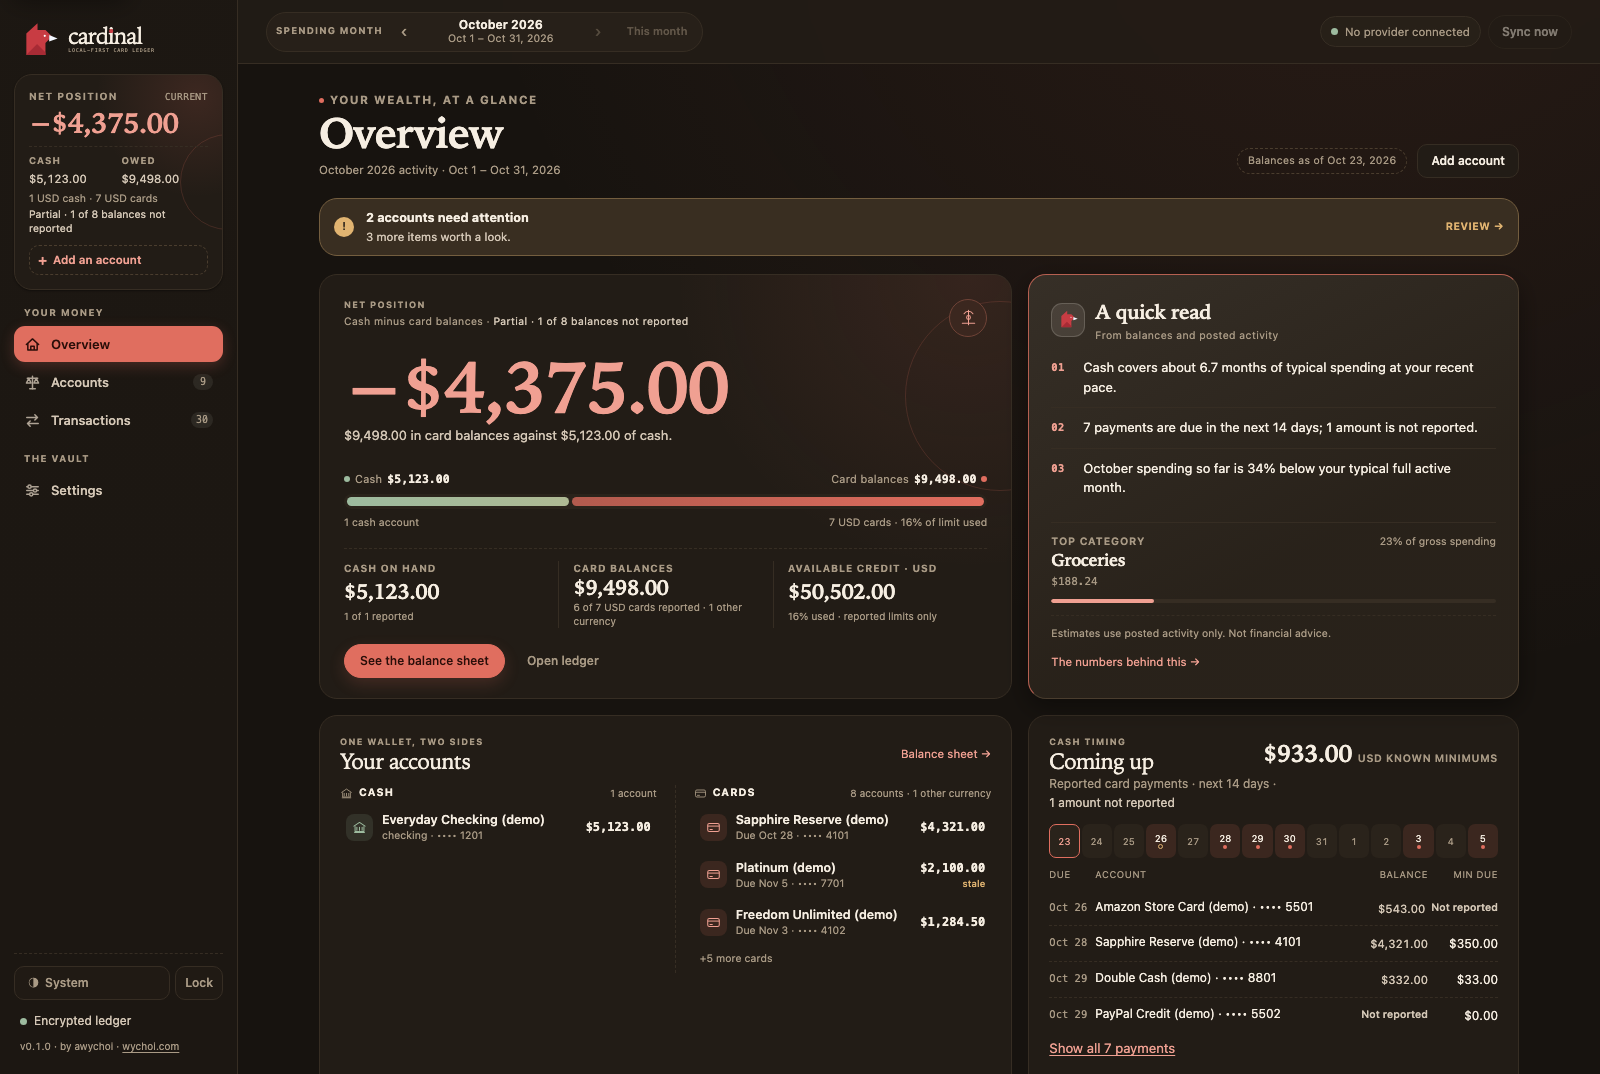 cardinal
LOCAL-FIRST CARD LEDGER
NET POSITION
CURRENT
−$4,375.00
CASH
OWED
$5,123.00
$9,498.00
1 USD cash · 7 USD cards
Partial · 1 of 8 balances not
reported
+ Add an account
YOUR MONEY
Overview
Accounts
9
Transactions
30
THE VAULT
Settings
System
Lock
Encrypted ledger
v0.1.0 · by awychol · wychol.com
SPENDING MONTH
‹
October 2026
Oct 1 – Oct 31, 2026
›
This month
No provider connected
Sync now
YOUR WEALTH, AT A GLANCE
Overview
October 2026 activity · Oct 1 – Oct 31, 2026
Balances as of Oct 23, 2026
Add account
!
2 accounts need attention
3 more items worth a look.
REVIEW →
NET POSITION
Cash minus card balances · Partial · 1 of 8 balances not reported
−$4,375.00
$9,498.00 in card balances against $5,123.00 of cash.
Cash $5,123.00
Card balances $9,498.00
1 cash account
7 USD cards · 16% of limit used
CASH ON HAND
$5,123.00
1 of 1 reported
CARD BALANCES
$9,498.00
6 of 7 USD cards reported · 1 other
currency
AVAILABLE CREDIT · USD
$50,502.00
16% used · reported limits only
See the balance sheet
Open ledger
A quick read
From balances and posted activity
01 Cash covers about 6.7 months of typical spending at your recent
pace.
02 7 payments are due in the next 14 days; 1 amount is not reported.
03 October spending so far is 34% below your typical full active
month.
TOP CATEGORY
23% of gross spending
Groceries
$188.24
Estimates use posted activity only. Not financial advice.
The numbers behind this →
ONE WALLET, TWO SIDES
Your accounts
Balance sheet →
CASH
1 account
Everyday Checking (demo)
checking · •••• 1201
$5,123.00
CARDS
8 accounts · 1 other currency
Sapphire Reserve (demo)
Due Oct 28 · •••• 4101
$4,321.00
Platinum (demo)
Due Nov 5 · •••• 7701
$2,100.00
stale
Freedom Unlimited (demo)
Due Nov 3 · •••• 4102
$1,284.50
+5 more cards
CASH TIMING
Coming up
$933.00 USD KNOWN MINIMUMS
Reported card payments · next 14 days ·
1 amount not reported
23 24 25 26 27 28 29 30 31 1 2 3 4 5
DUE ACCOUNT BALANCE MIN DUE
Oct 26 Amazon Store Card (demo) · •••• 5501 $543.00 Not reported
Oct 28 Sapphire Reserve (demo) · •••• 4101 $4,321.00 $350.00
Oct 29 Double Cash (demo) · •••• 8801 $332.00 $33.00
Oct 29 PayPal Credit (demo) · •••• 5502 Not reported $0.00
Show all 7 payments